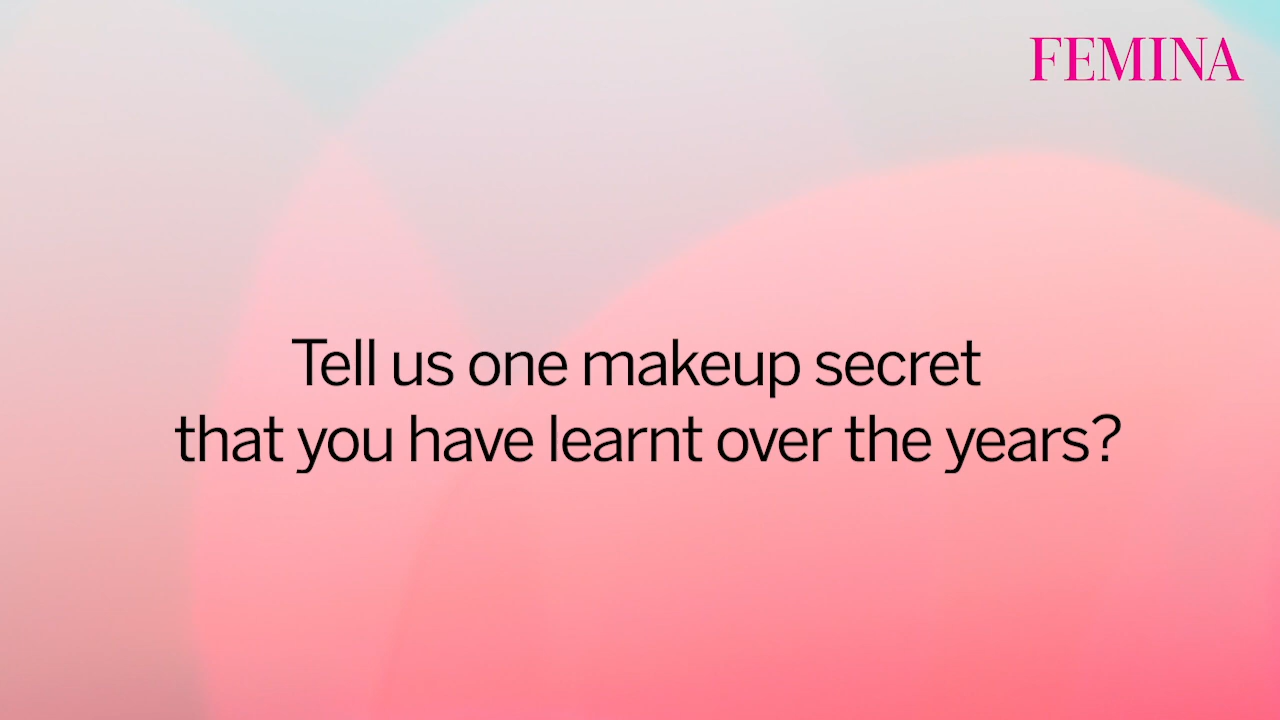 FEMINA
Tell us one makeup secret
that you have learnt over the years?